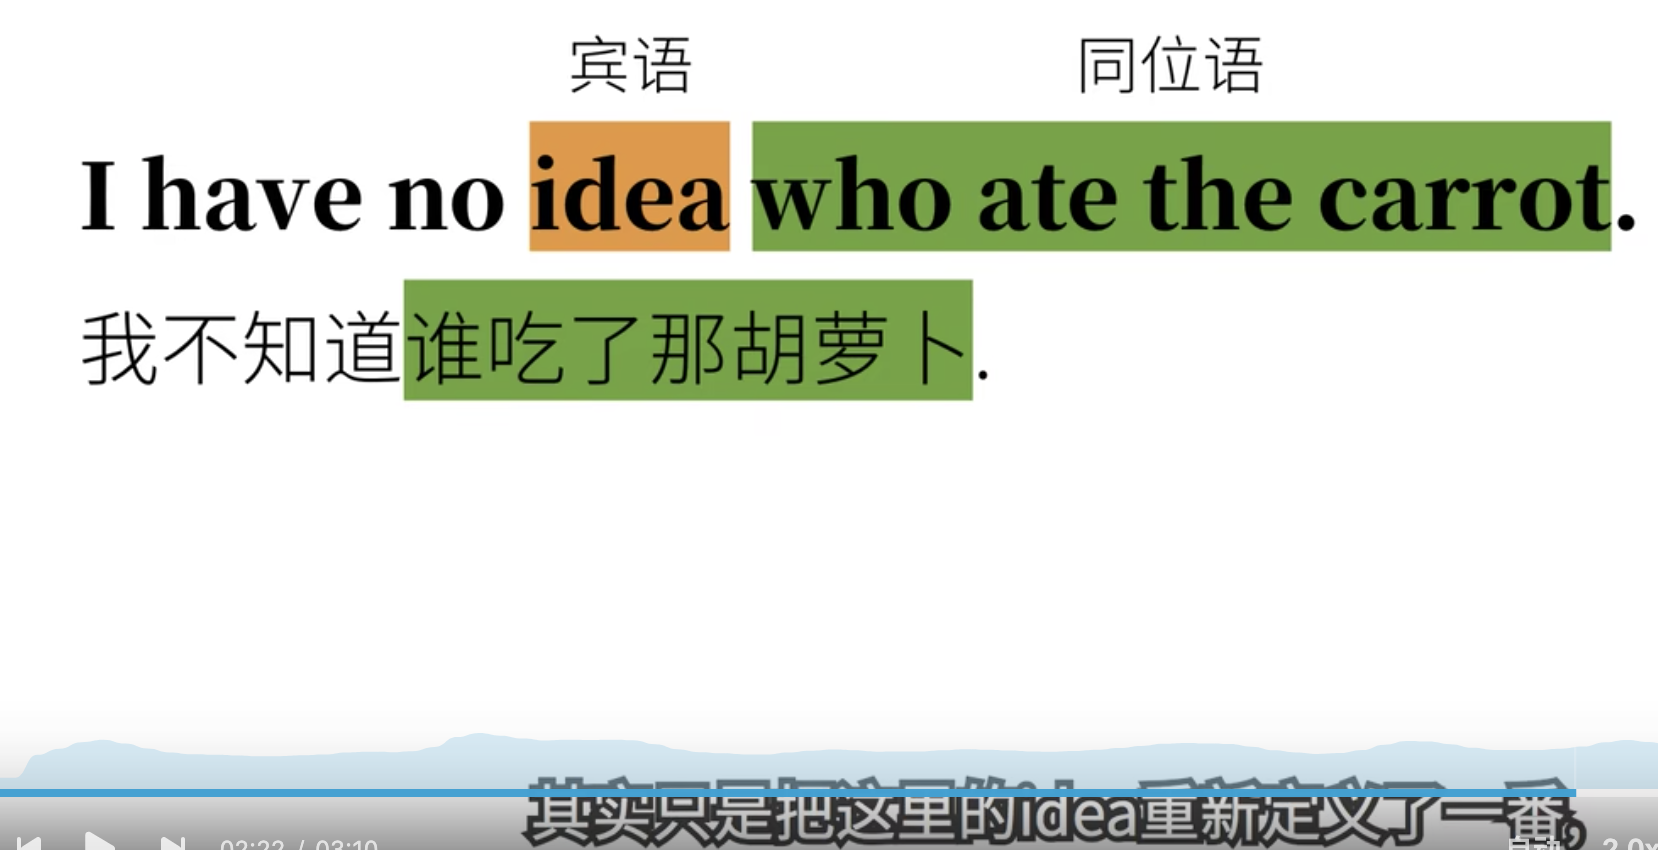 宾语 同位语
I have no idea who ate the carrot.
我不知道谁吃了那胡萝卜.
其实只是把这里的idea重新定义了一番,
02:22 / 03:10 自动 2.0x